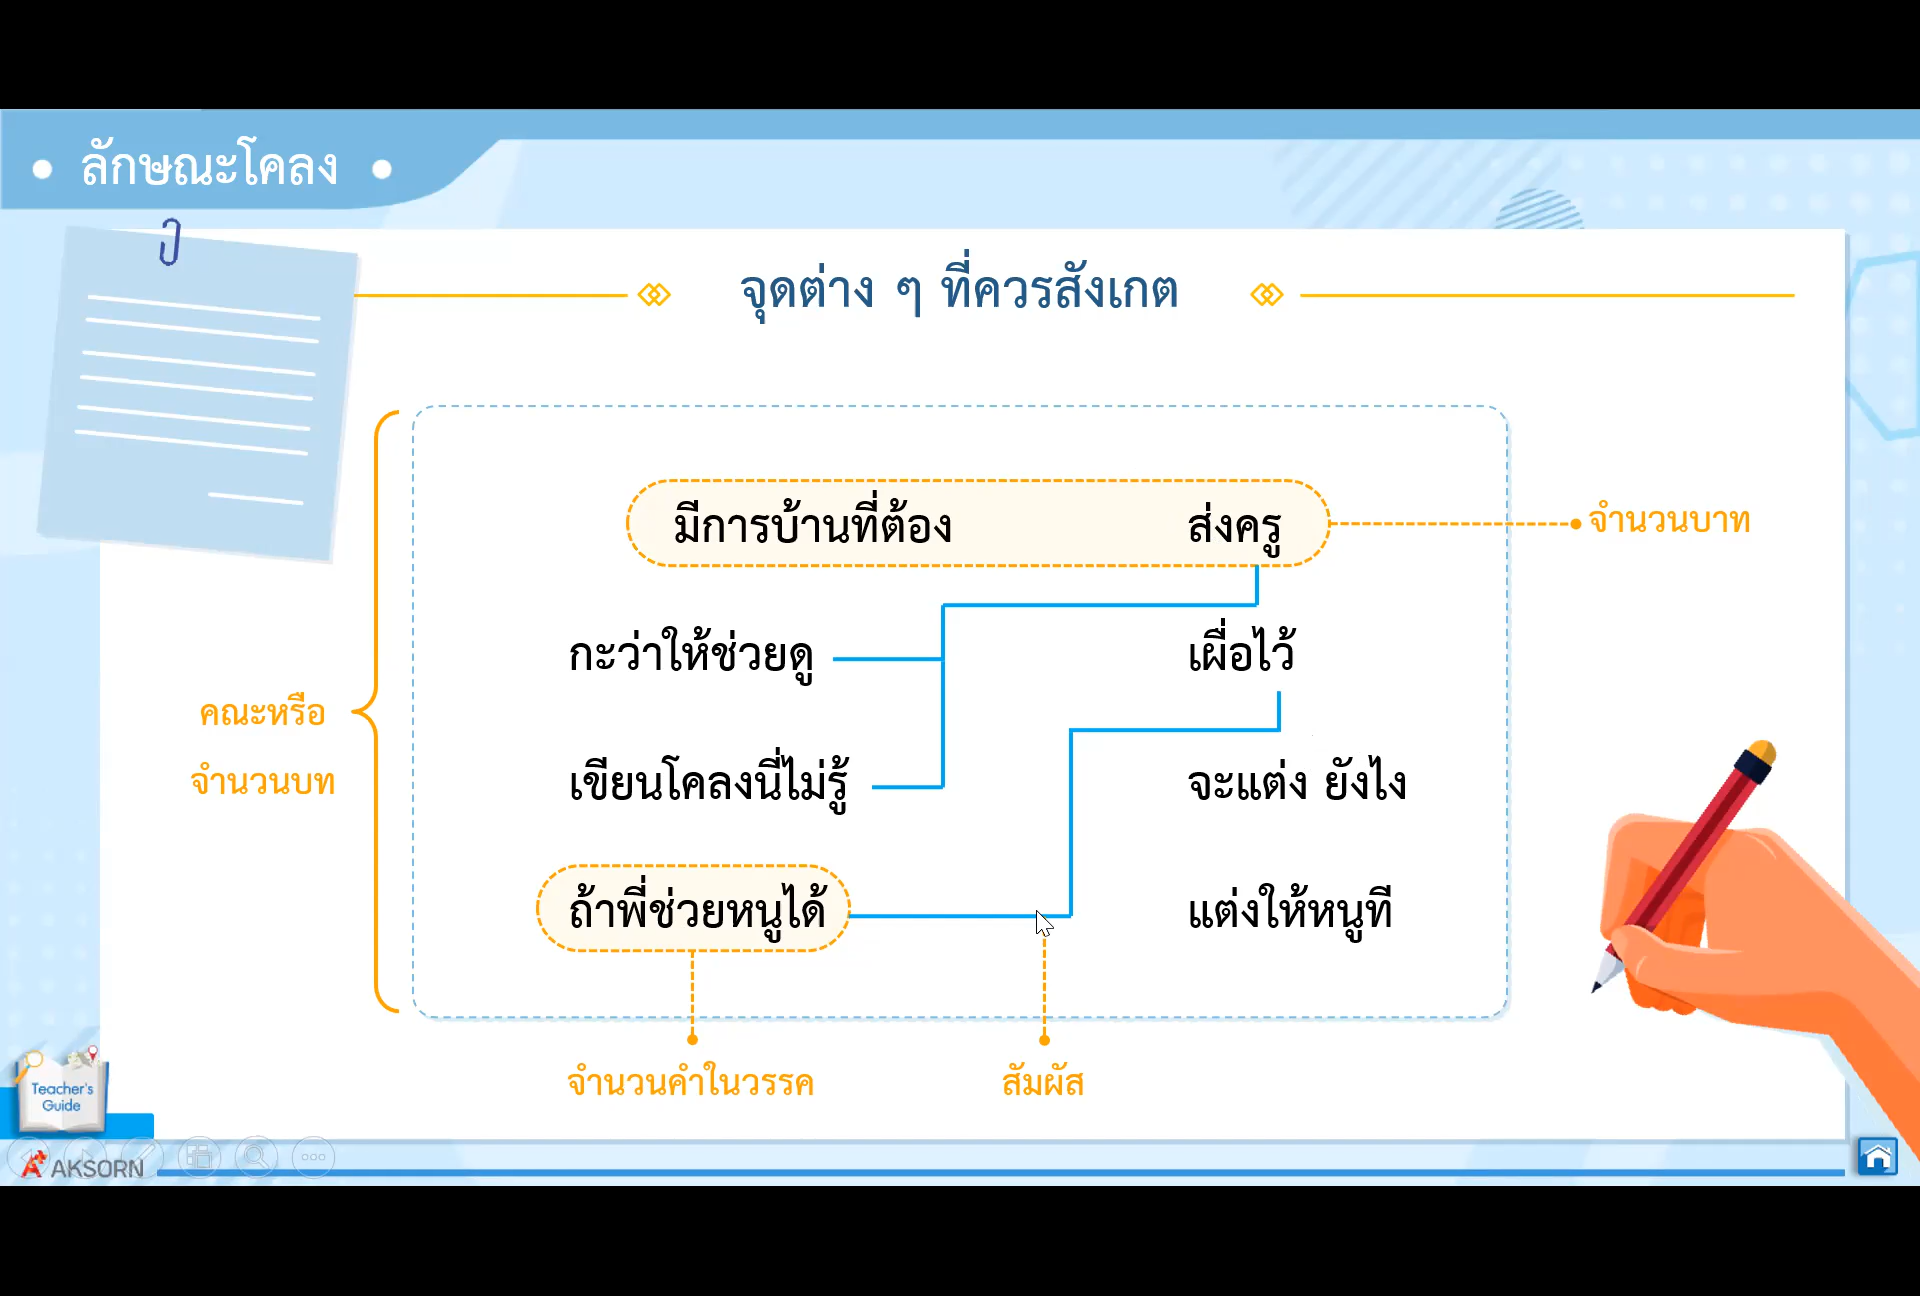 ลักษณะโคลง
จุดต่าง ๆ ที่ควรสังเกต
มีการบ้านที่ต้อง ส่งครู
จำนวนบาท
กะว่าให้ช่วยดู เผื่อไว้
คณะหรือ
จำนวนบท
เขียนโคลงนี่ไม่รู้ จะแต่ง ยังไง
ถ้าพี่ช่วยหนูได้ แต่งให้หนูที
จำนวนคำในวรรค
สัมผัส
Teacher's
Guide
AKSORN